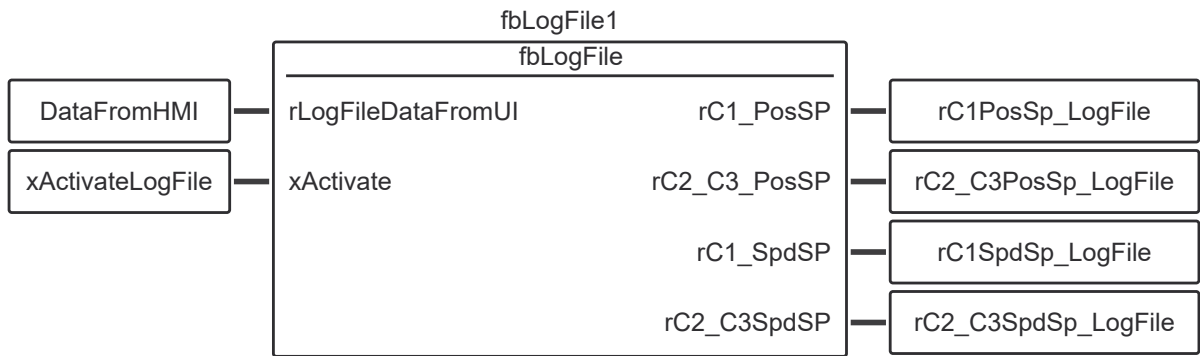 fbLogFile1
fbLogFile
DataFromHMI rLogFileDataFromUI rC1_PosSP rC1PosSp_LogFile
xActivateLogFile xActivate rC2_C3_PosSP rC2_C3PosSp_LogFile
rC1_SpdSP rC1SpdSp_LogFile
rC2_C3SpdSP rC2_C3SpdSp_LogFile